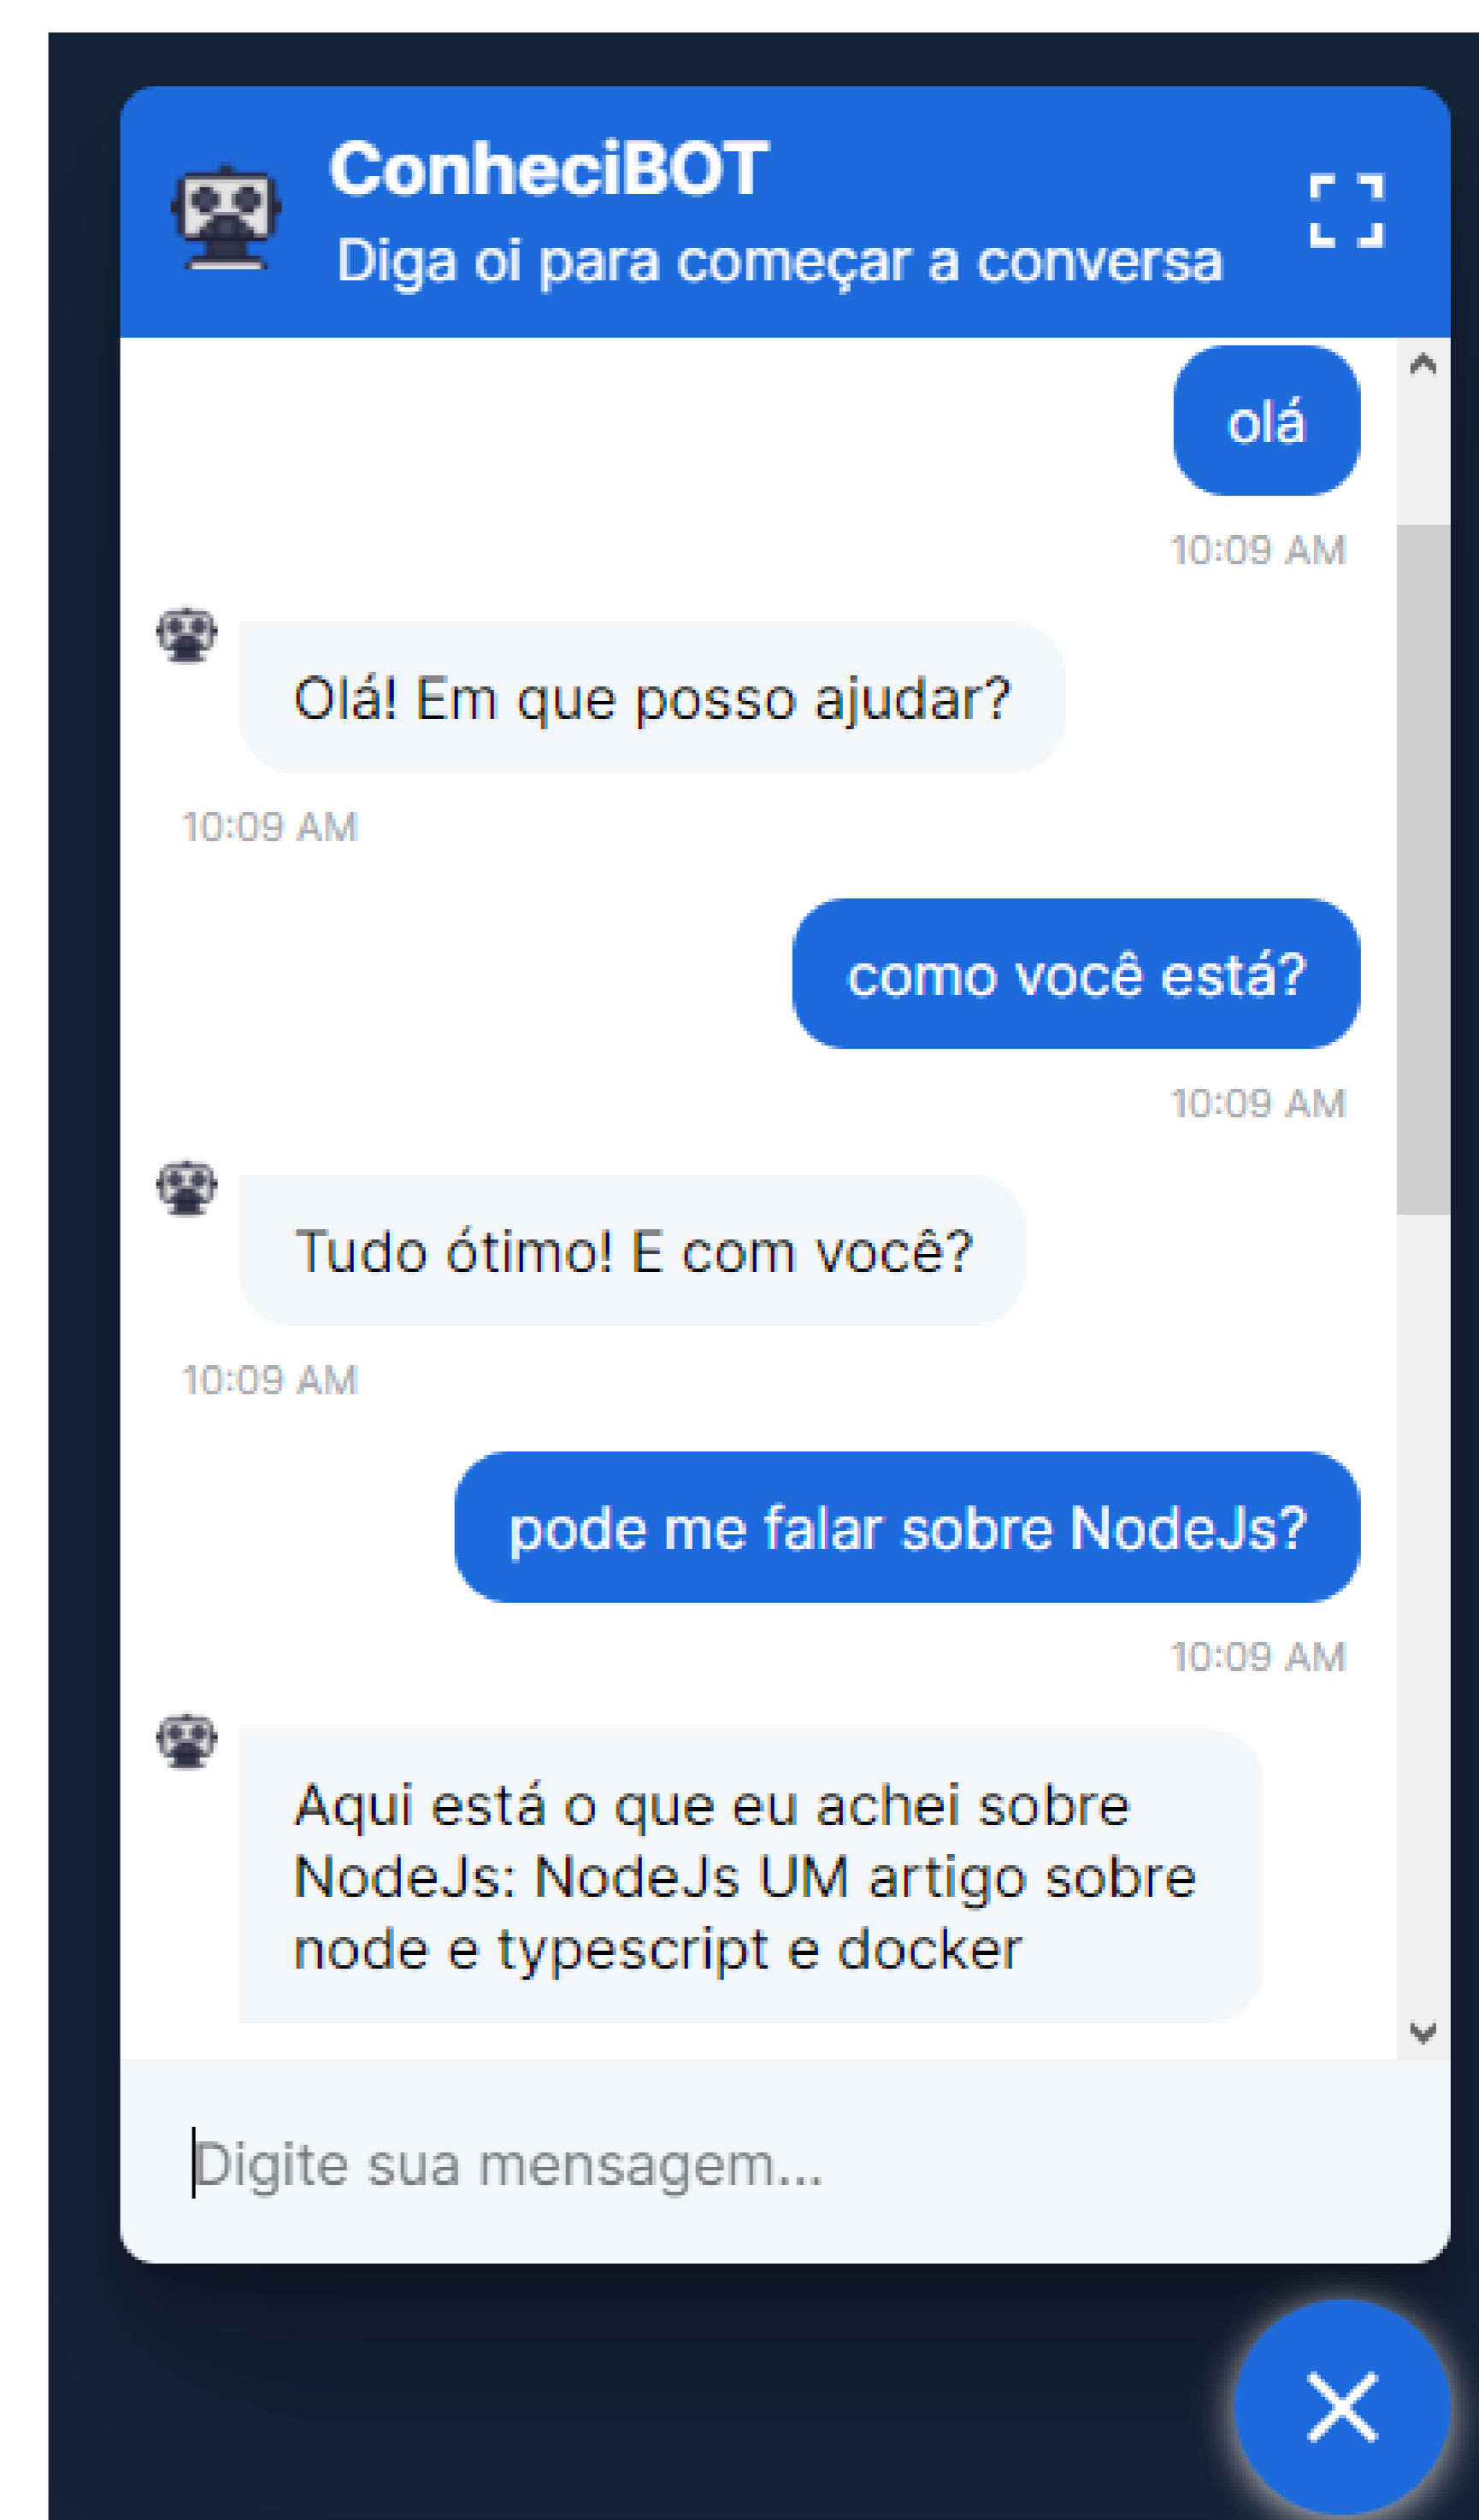 ConheciBOT
Diga oi para começar a conversa
olá
10:09 AM
Olá! Em que posso ajudar?
10:09 AM
como você está?
10:09 AM
Tudo ótimo! E com você?
10:09 AM
pode me falar sobre NodeJs?
10:09 AM
Aqui está o que eu achei sobre
NodeJs: NodeJs UM artigo sobre
node e typescript e docker
Digite sua mensagem...